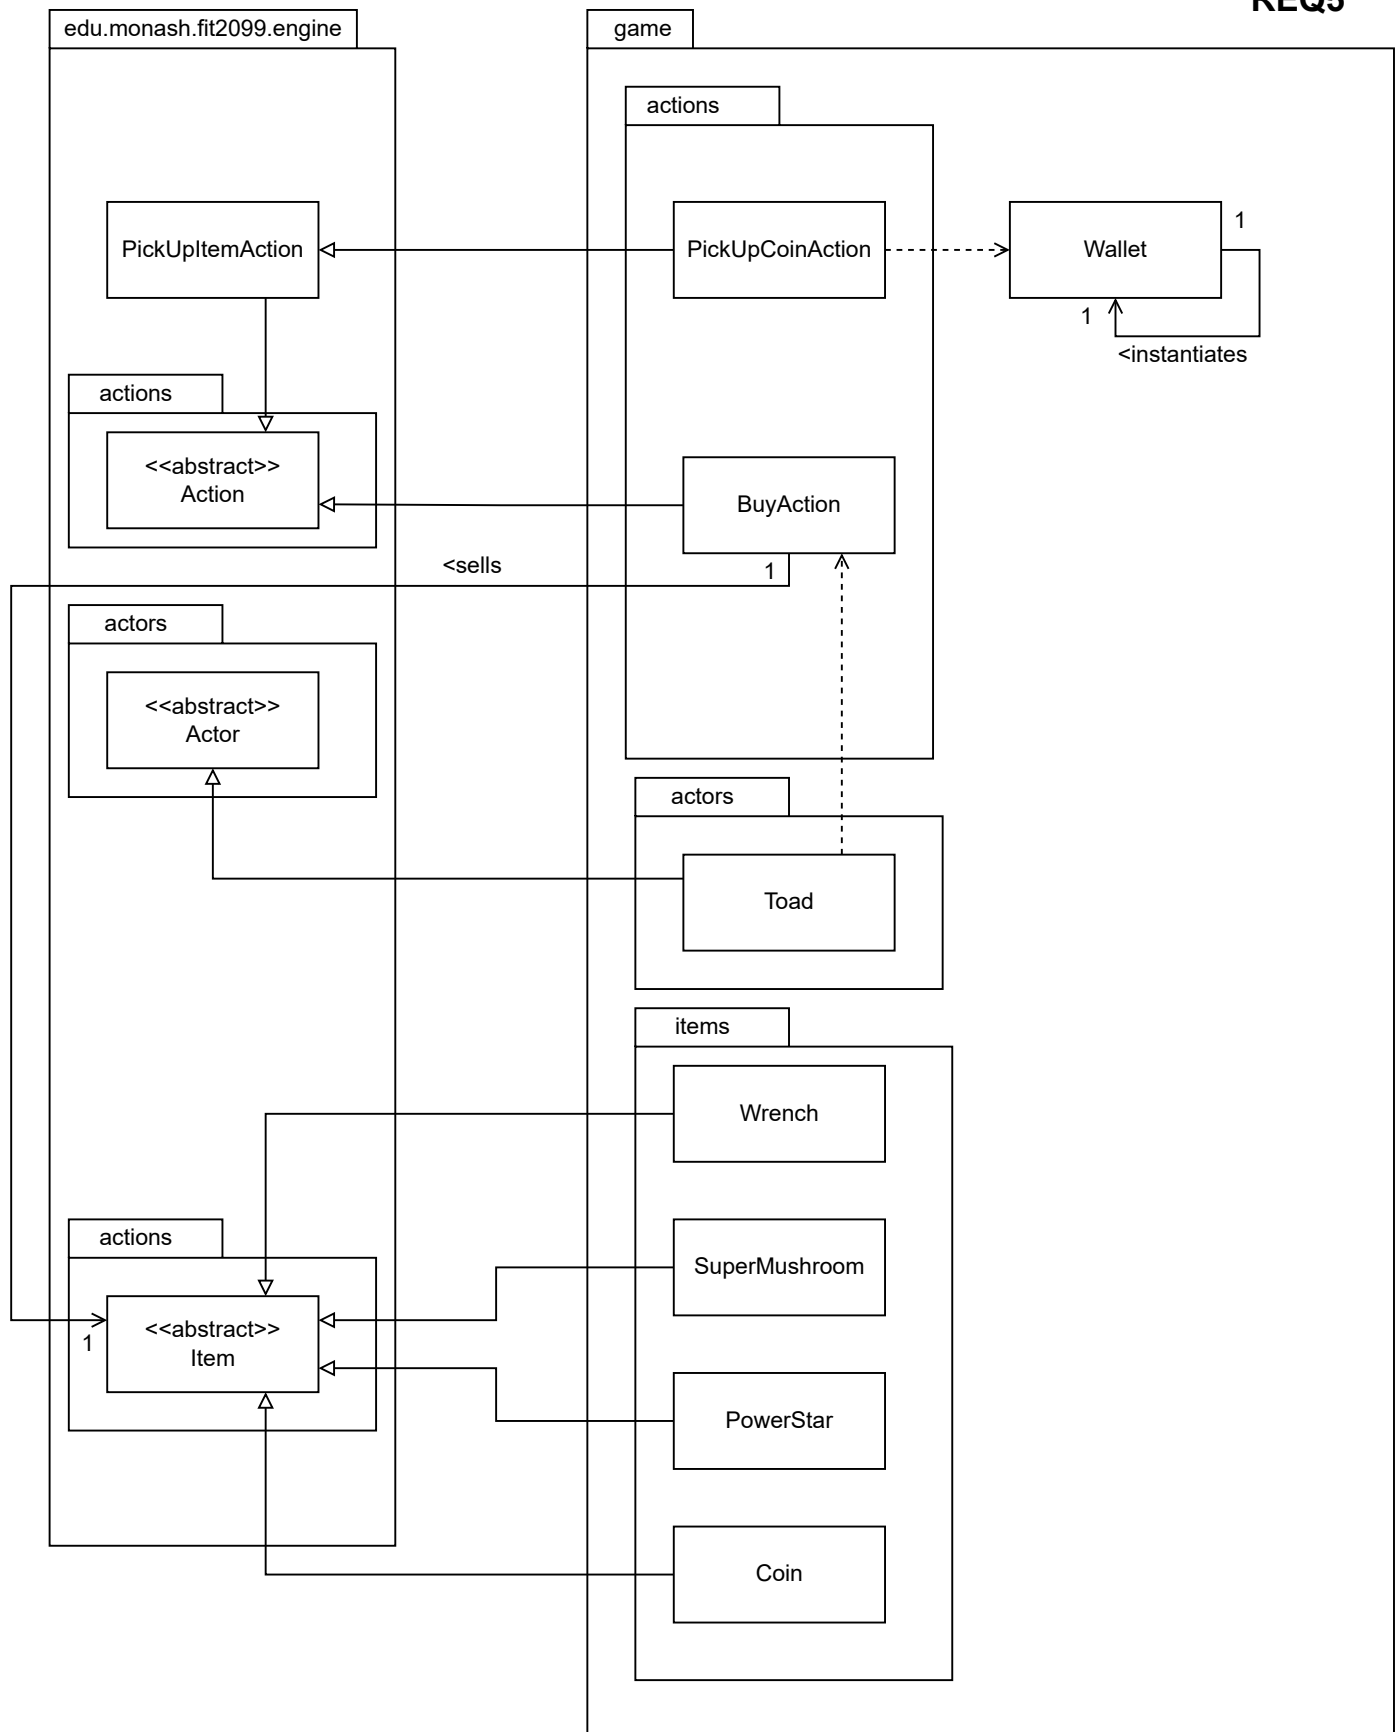 REQ5
edu.monash.fit2099.engine
game
actions
PickUpItemAction
PickUpCoinAction
Wallet
1
1
<instantiates
actions
<<abstract>>
Action
BuyAction
<sells
1
actors
<<abstract>>
Actor
actors
Toad
items
Wrench
actions
SuperMushroom
<<abstract>>
Item
1
PowerStar
Coin